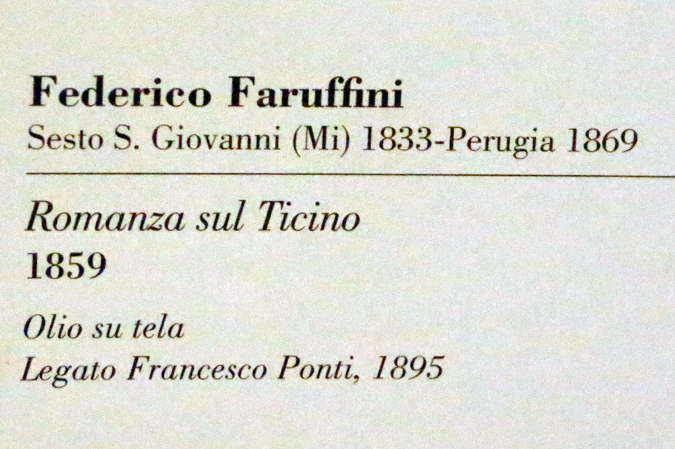 Federico Faruffini
Sesto S. Giovanni (Mi) 1833-Perugia 1869
Romanza sul Ticino
1859
Olio su tela
Legato Francesco Ponti, 1895